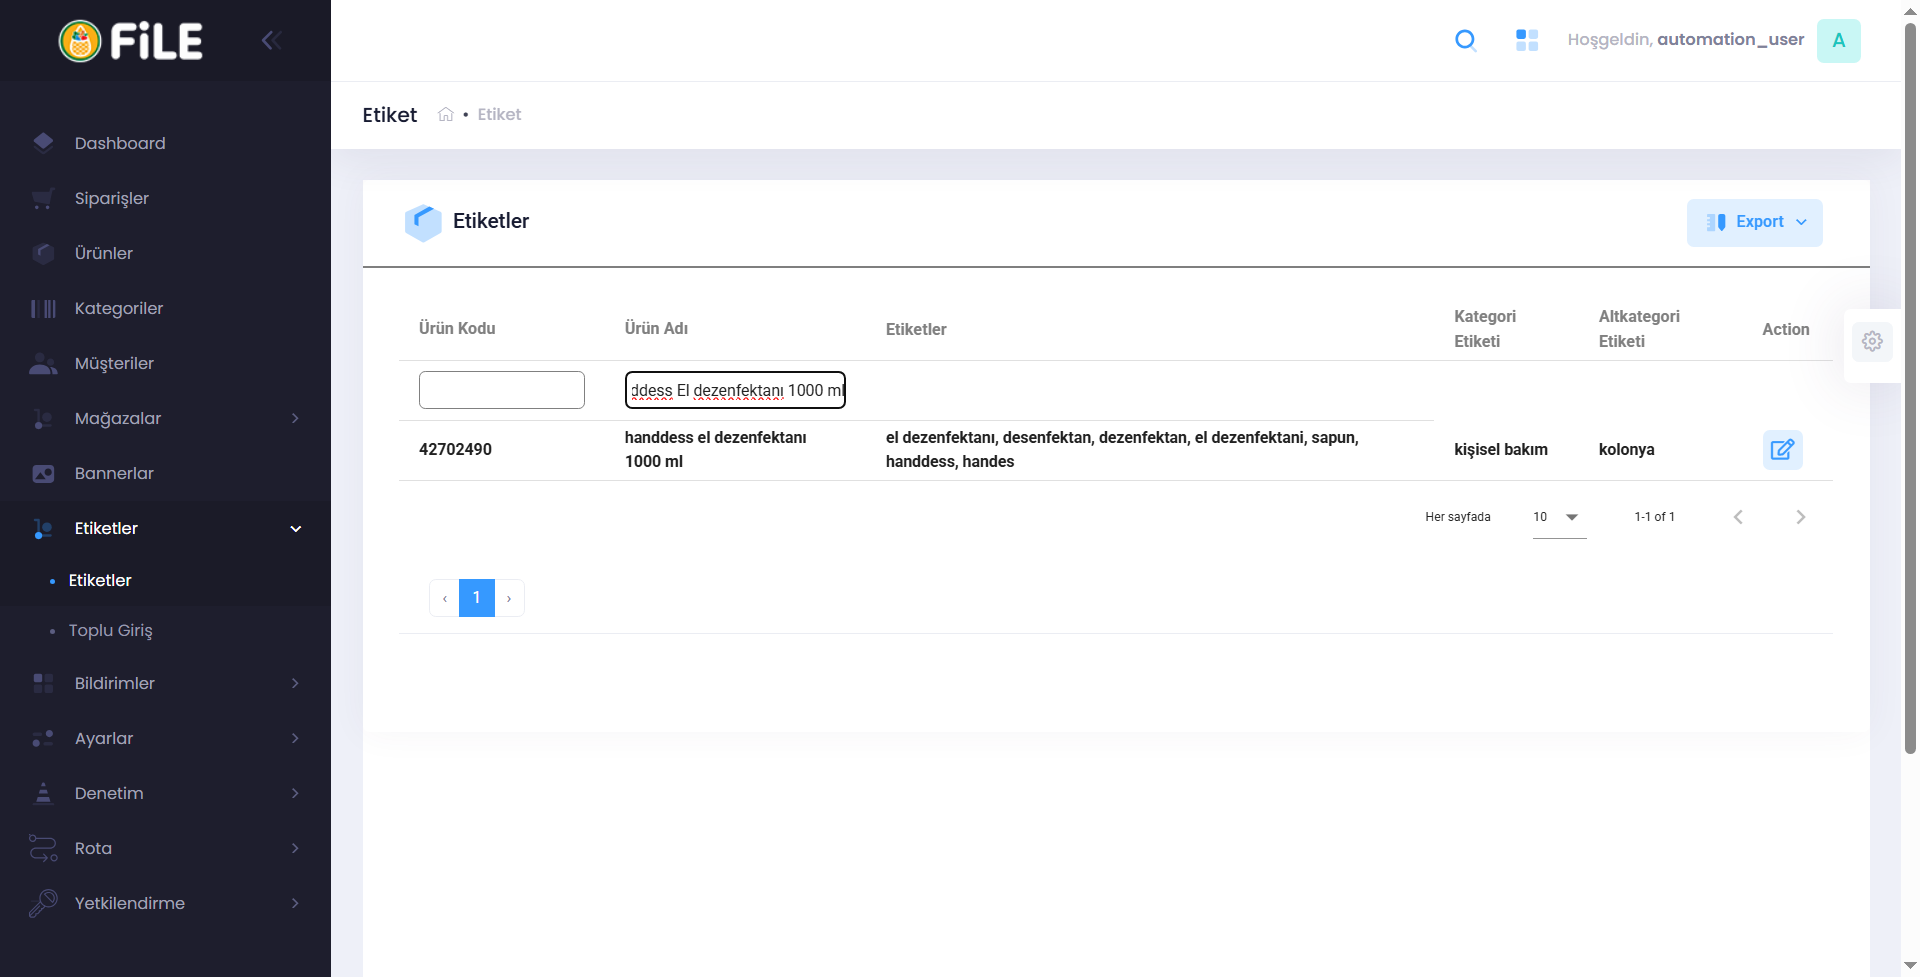 FiLE
Hoşgeldin, automation_user
A
Etiket
Etiket
Dashboard
Siparişler
Ürünler
Kategoriler
Müşteriler
Mağazalar
Bannerlar
Etiketler
Etiketler
Toplu Giriş
Bildirimler
Ayarlar
Denetim
Rota
Yetkilendirme
Etiketler
Export
Ürün Kodu
Ürün Adı
Etiketler
Kategori
Etiketi
Altkategori
Etiketi
Action
ddess El dezenfektanı 1000 ml
42702490
handdess el dezenfektanı
1000 ml
el dezenfektanı, desenfektan, dezenfektan, el dezenfektani, sapun,
handdess, handes
kişisel bakım
kolonya
Her sayfada
10
1-1 of 1
‹ 1 ›